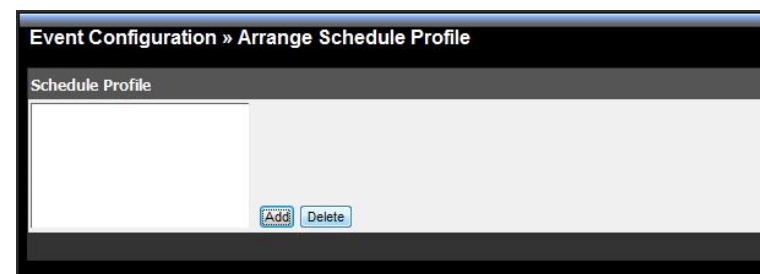 Event Configuration » Arrange Schedule Profile
Schedule Profile
Add Delete